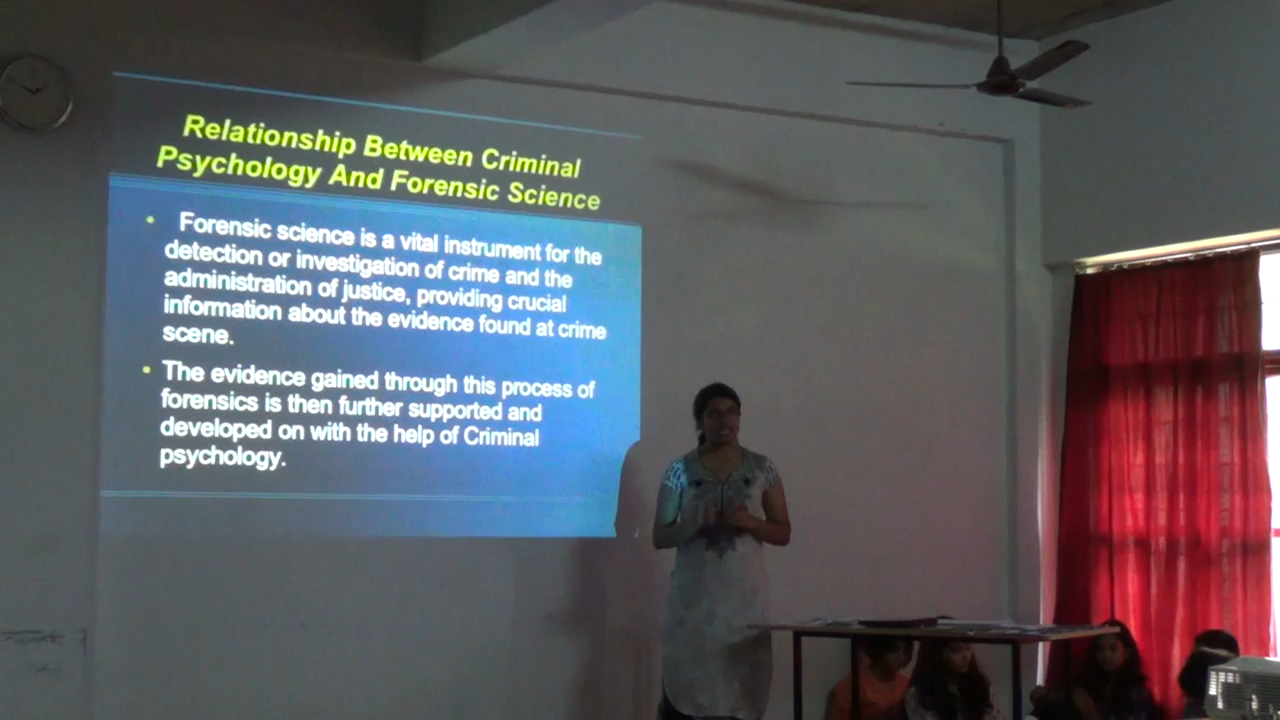 Relationship Between Criminal
Psychology And Forensic Science
• Forensic science is a vital instrument for the
detection or investigation of crime and the
administration of justice, providing crucial
information about the evidence found at crime
scene.
• The evidence gained through this process of
forensics is then further supported and
developed on with the help of Criminal
psychology.